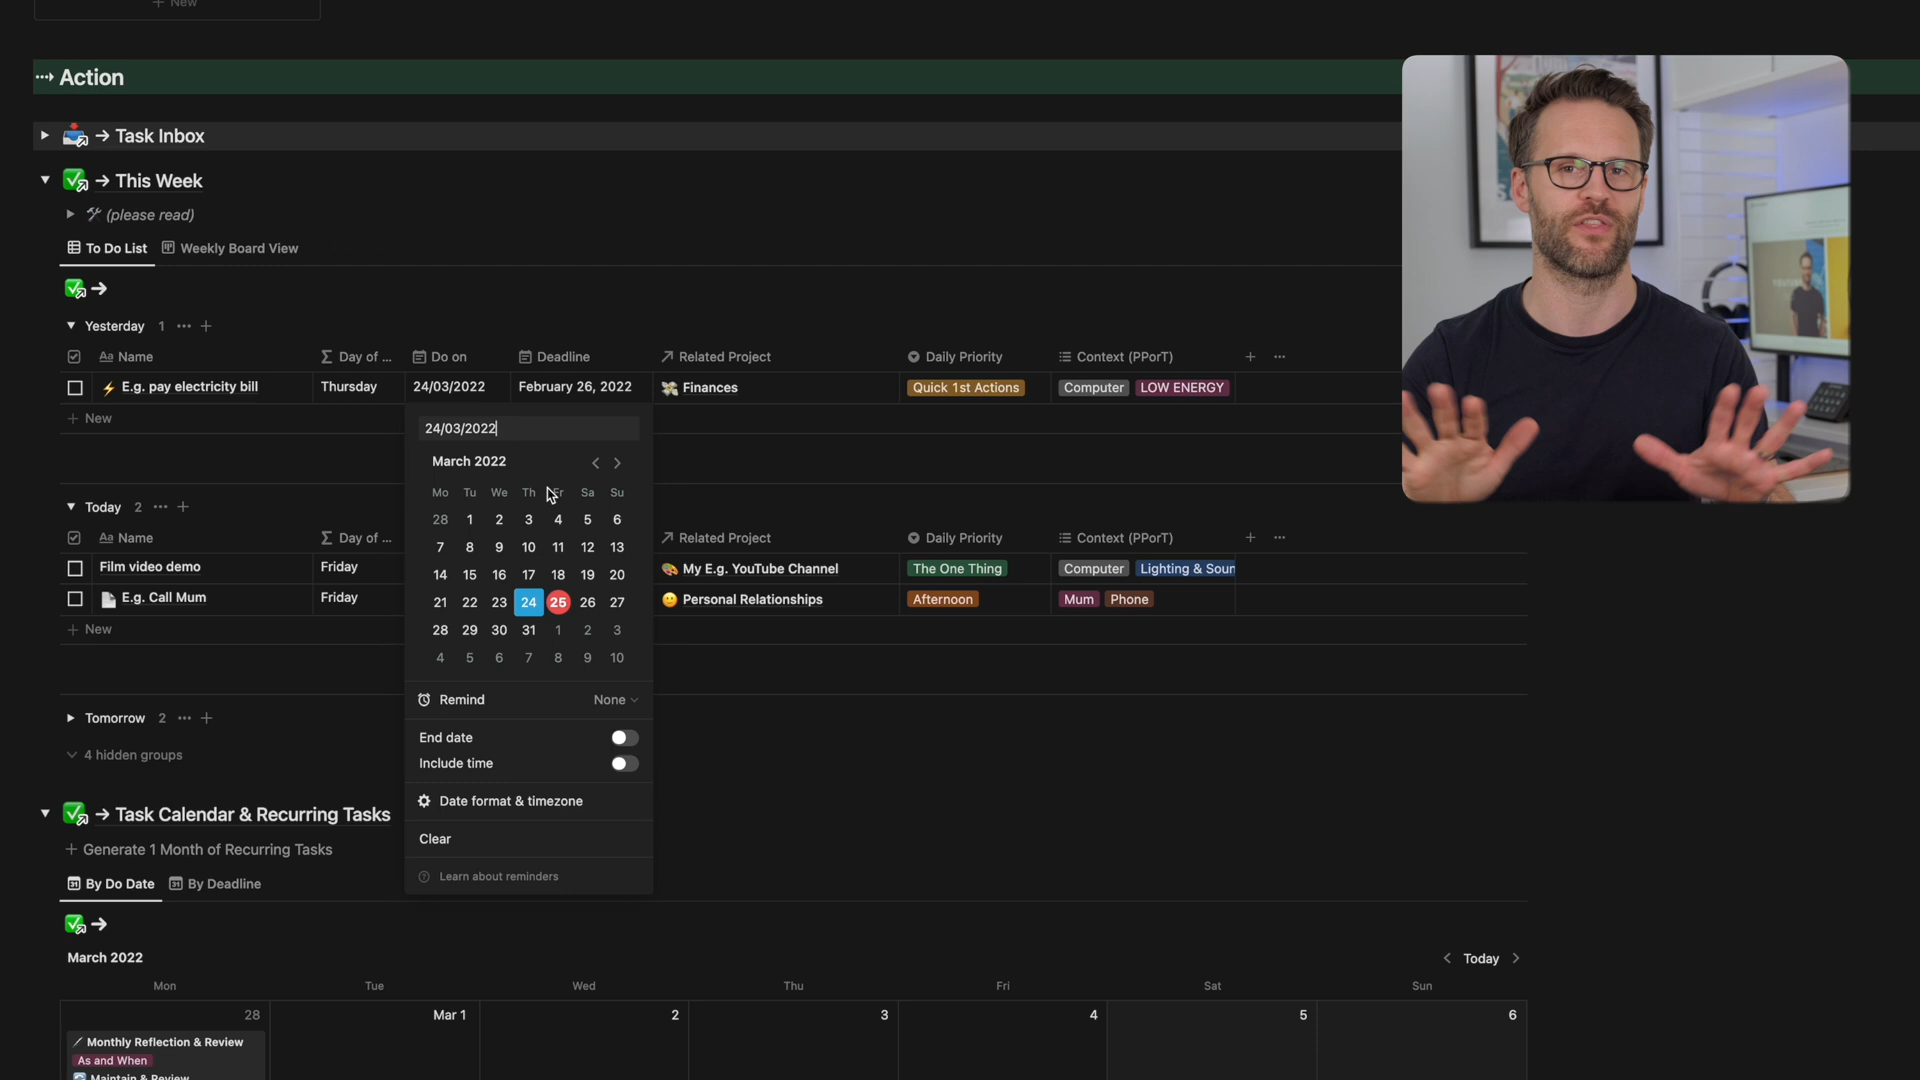 + New
Action
→ Task Inbox
→ This Week
(please read)
To Do List Weekly Board View
→
Yesterday 1 ... +
Aa Name Σ Day of ... Do on Deadline Related Project Daily Priority Context (PPorT) + ...
E.g. pay electricity bill Thursday 24/03/2022 February 26, 2022 Finances Quick 1st Actions Computer LOW ENERGY
+ New
24/03/2022
March 2022
Mo Tu We Th Fr Sa Su
28 1 2 3 4 5 6
7 8 9 10 11 12 13
14 15 16 17 18 19 20
21 22 23 24 25 26 27
28 29 30 31 1 2 3
4 5 6 7 8 9 10
Remind None
End date
Include time
Date format & timezone
Clear
Learn about reminders
Today 2 ... +
Aa Name Σ Day of ... Related Project Daily Priority Context (PPorT) + ...
Film video demo Friday My E.g. YouTube Channel The One Thing Computer Lighting & Soun
E.g. Call Mum Friday Personal Relationships Afternoon Mum Phone
+ New
Tomorrow 2 ... +
4 hidden groups
→ Task Calendar & Recurring Tasks
+ Generate 1 Month of Recurring Tasks
By Do Date By Deadline
→
March 2022 < Today >
Mon Tue Wed Thu Fri Sat Sun
28 Mar 1 2 3 4 5 6
Monthly Reflection & Review
As and When
Maintain & Review